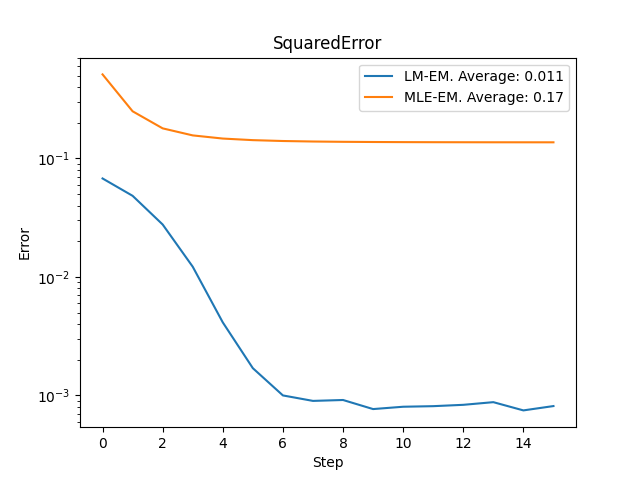 SquaredError
LM-EM. Average: 0.011
MLE-EM. Average: 0.17
10⁻¹
10⁻²
10⁻³
Error
0 2 4 6 8 10 12 14
Step